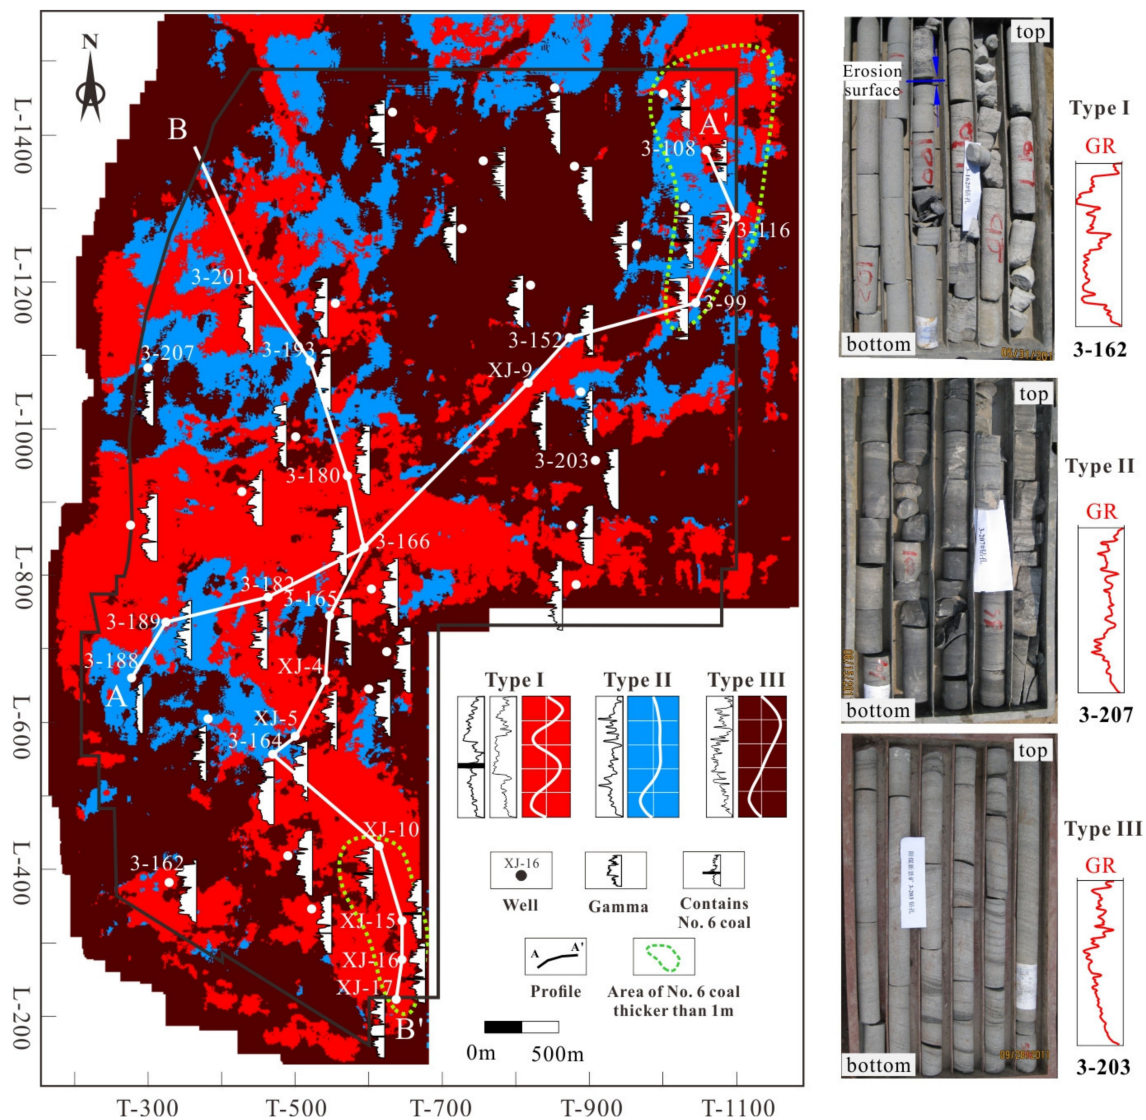 N
B
A'
3-108
3-116
3-201
3-99
3-193
3-152
3-207
XJ-9
3-203
3-180
3-166
3-182
3-165
3-189
3-188
XJ-4
A
XJ-5
3-164
XJ-10
3-162
XJ-15
XJ-16
XJ-17
B'
L-1400
L-1200
L-1000
L-800
L-600
L-400
L-200
T-300
T-500
T-700
T-900
T-1100
Type I
Type II
Type III
XJ-16
Well
Gamma
Contains
No. 6 coal
A
A'
Profile
Area of No. 6 coal
thicker than 1m
0m
500m
top
Erosion
surface
bottom
Type I
GR
3-162
top
bottom
Type II
GR
3-207
top
bottom
Type III
GR
3-203